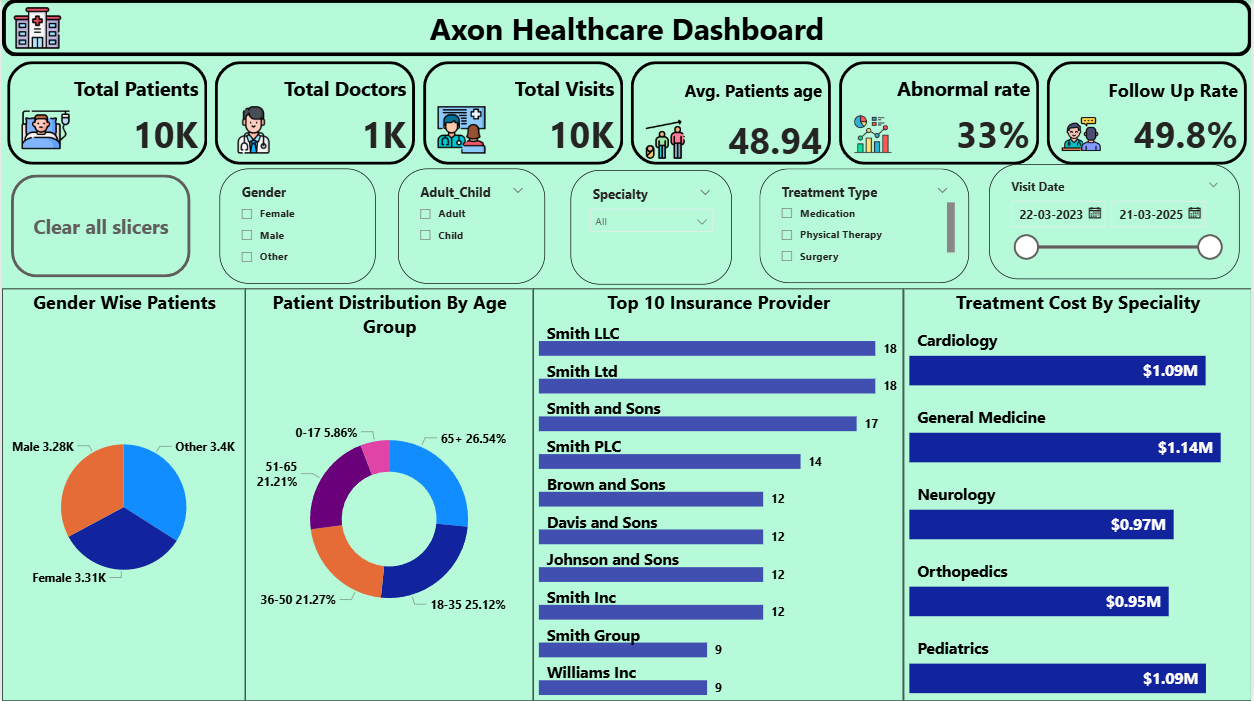 Axon Healthcare Dashboard
Total Patients
10K
Total Doctors
1K
Total Visits
10K
Avg. Patients age
48.94
Abnormal rate
33%
Follow Up Rate
49.8%
Clear all slicers
Gender
Female
Male
Other
Adult_Child
Adult
Child
Specialty
All
Treatment Type
Medication
Physical Therapy
Surgery
Visit Date
22-03-2023
21-03-2025
Gender Wise Patients
Male 3.28K
Other 3.4K
Female 3.31K
Patient Distribution By Age
Group
0-17 5.86%
65+ 26.54%
51-65
21.21%
36-50 21.27%
18-35 25.12%
Top 10 Insurance Provider
Smith LLC
18
Smith Ltd
18
Smith and Sons
17
Smith PLC
14
Brown and Sons
12
Davis and Sons
12
Johnson and Sons
12
Smith Inc
12
Smith Group
9
Williams Inc
9
Treatment Cost By Speciality
Cardiology
$1.09M
General Medicine
$1.14M
Neurology
$0.97M
Orthopedics
$0.95M
Pediatrics
$1.09M